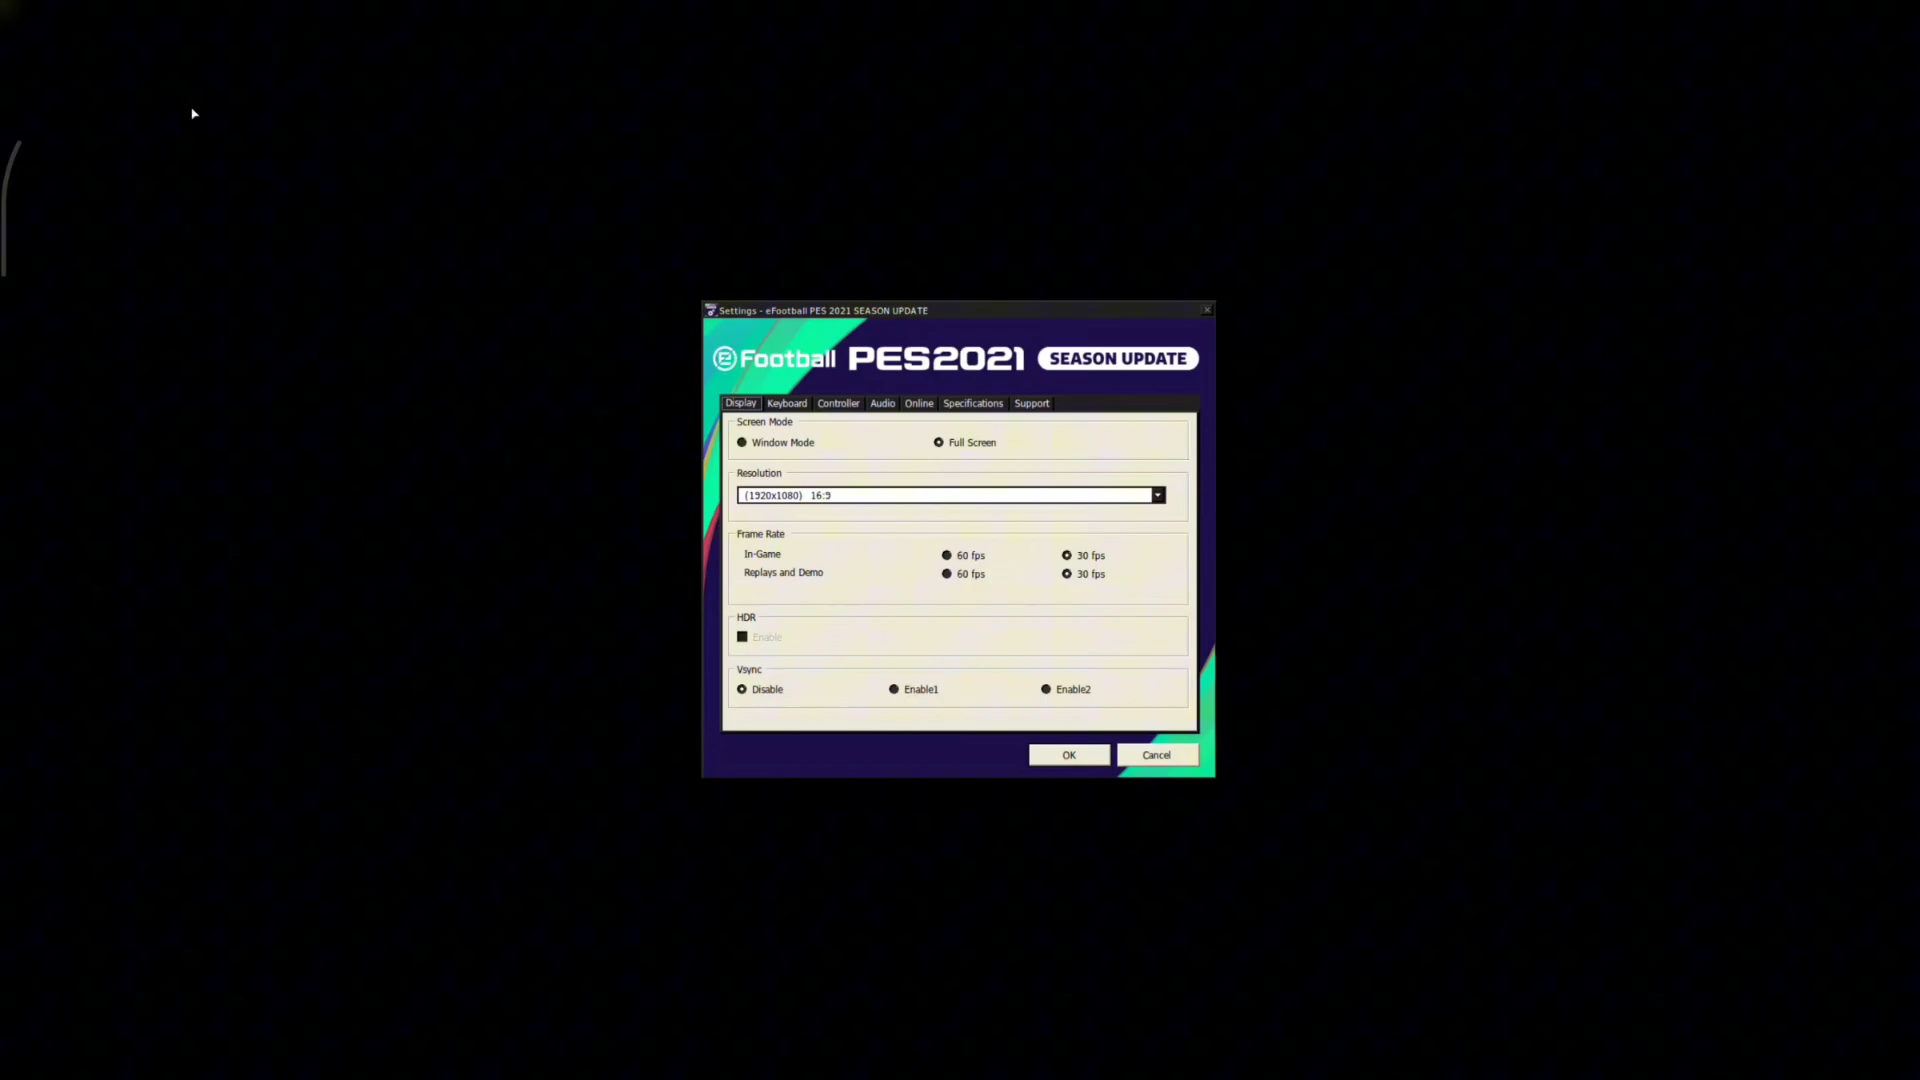 Settings - eFootball PES 2021 SEASON UPDATE
eFootball PES2021 SEASON UPDATE
Display Keyboard Controller Audio Online Specifications Support
Screen Mode
Window Mode Full Screen
Resolution
(1920x1080) 16:9
Frame Rate
In-Game 60 fps 30 fps
Replays and Demo 60 fps 30 fps
HDR
Enable
Vsync
Disable Enable1 Enable2
OK Cancel